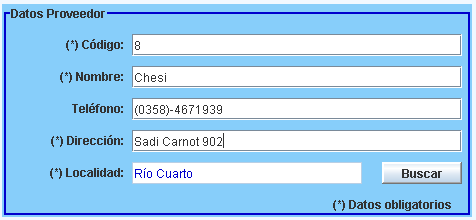 Datos Proveedor
(*) Código: 8
(*) Nombre: Chesi
Teléfono: (0358)-4671939
(*) Dirección: Sadi Carnot 902
(*) Localidad: Río Cuarto Buscar
(*) Datos obligatorios